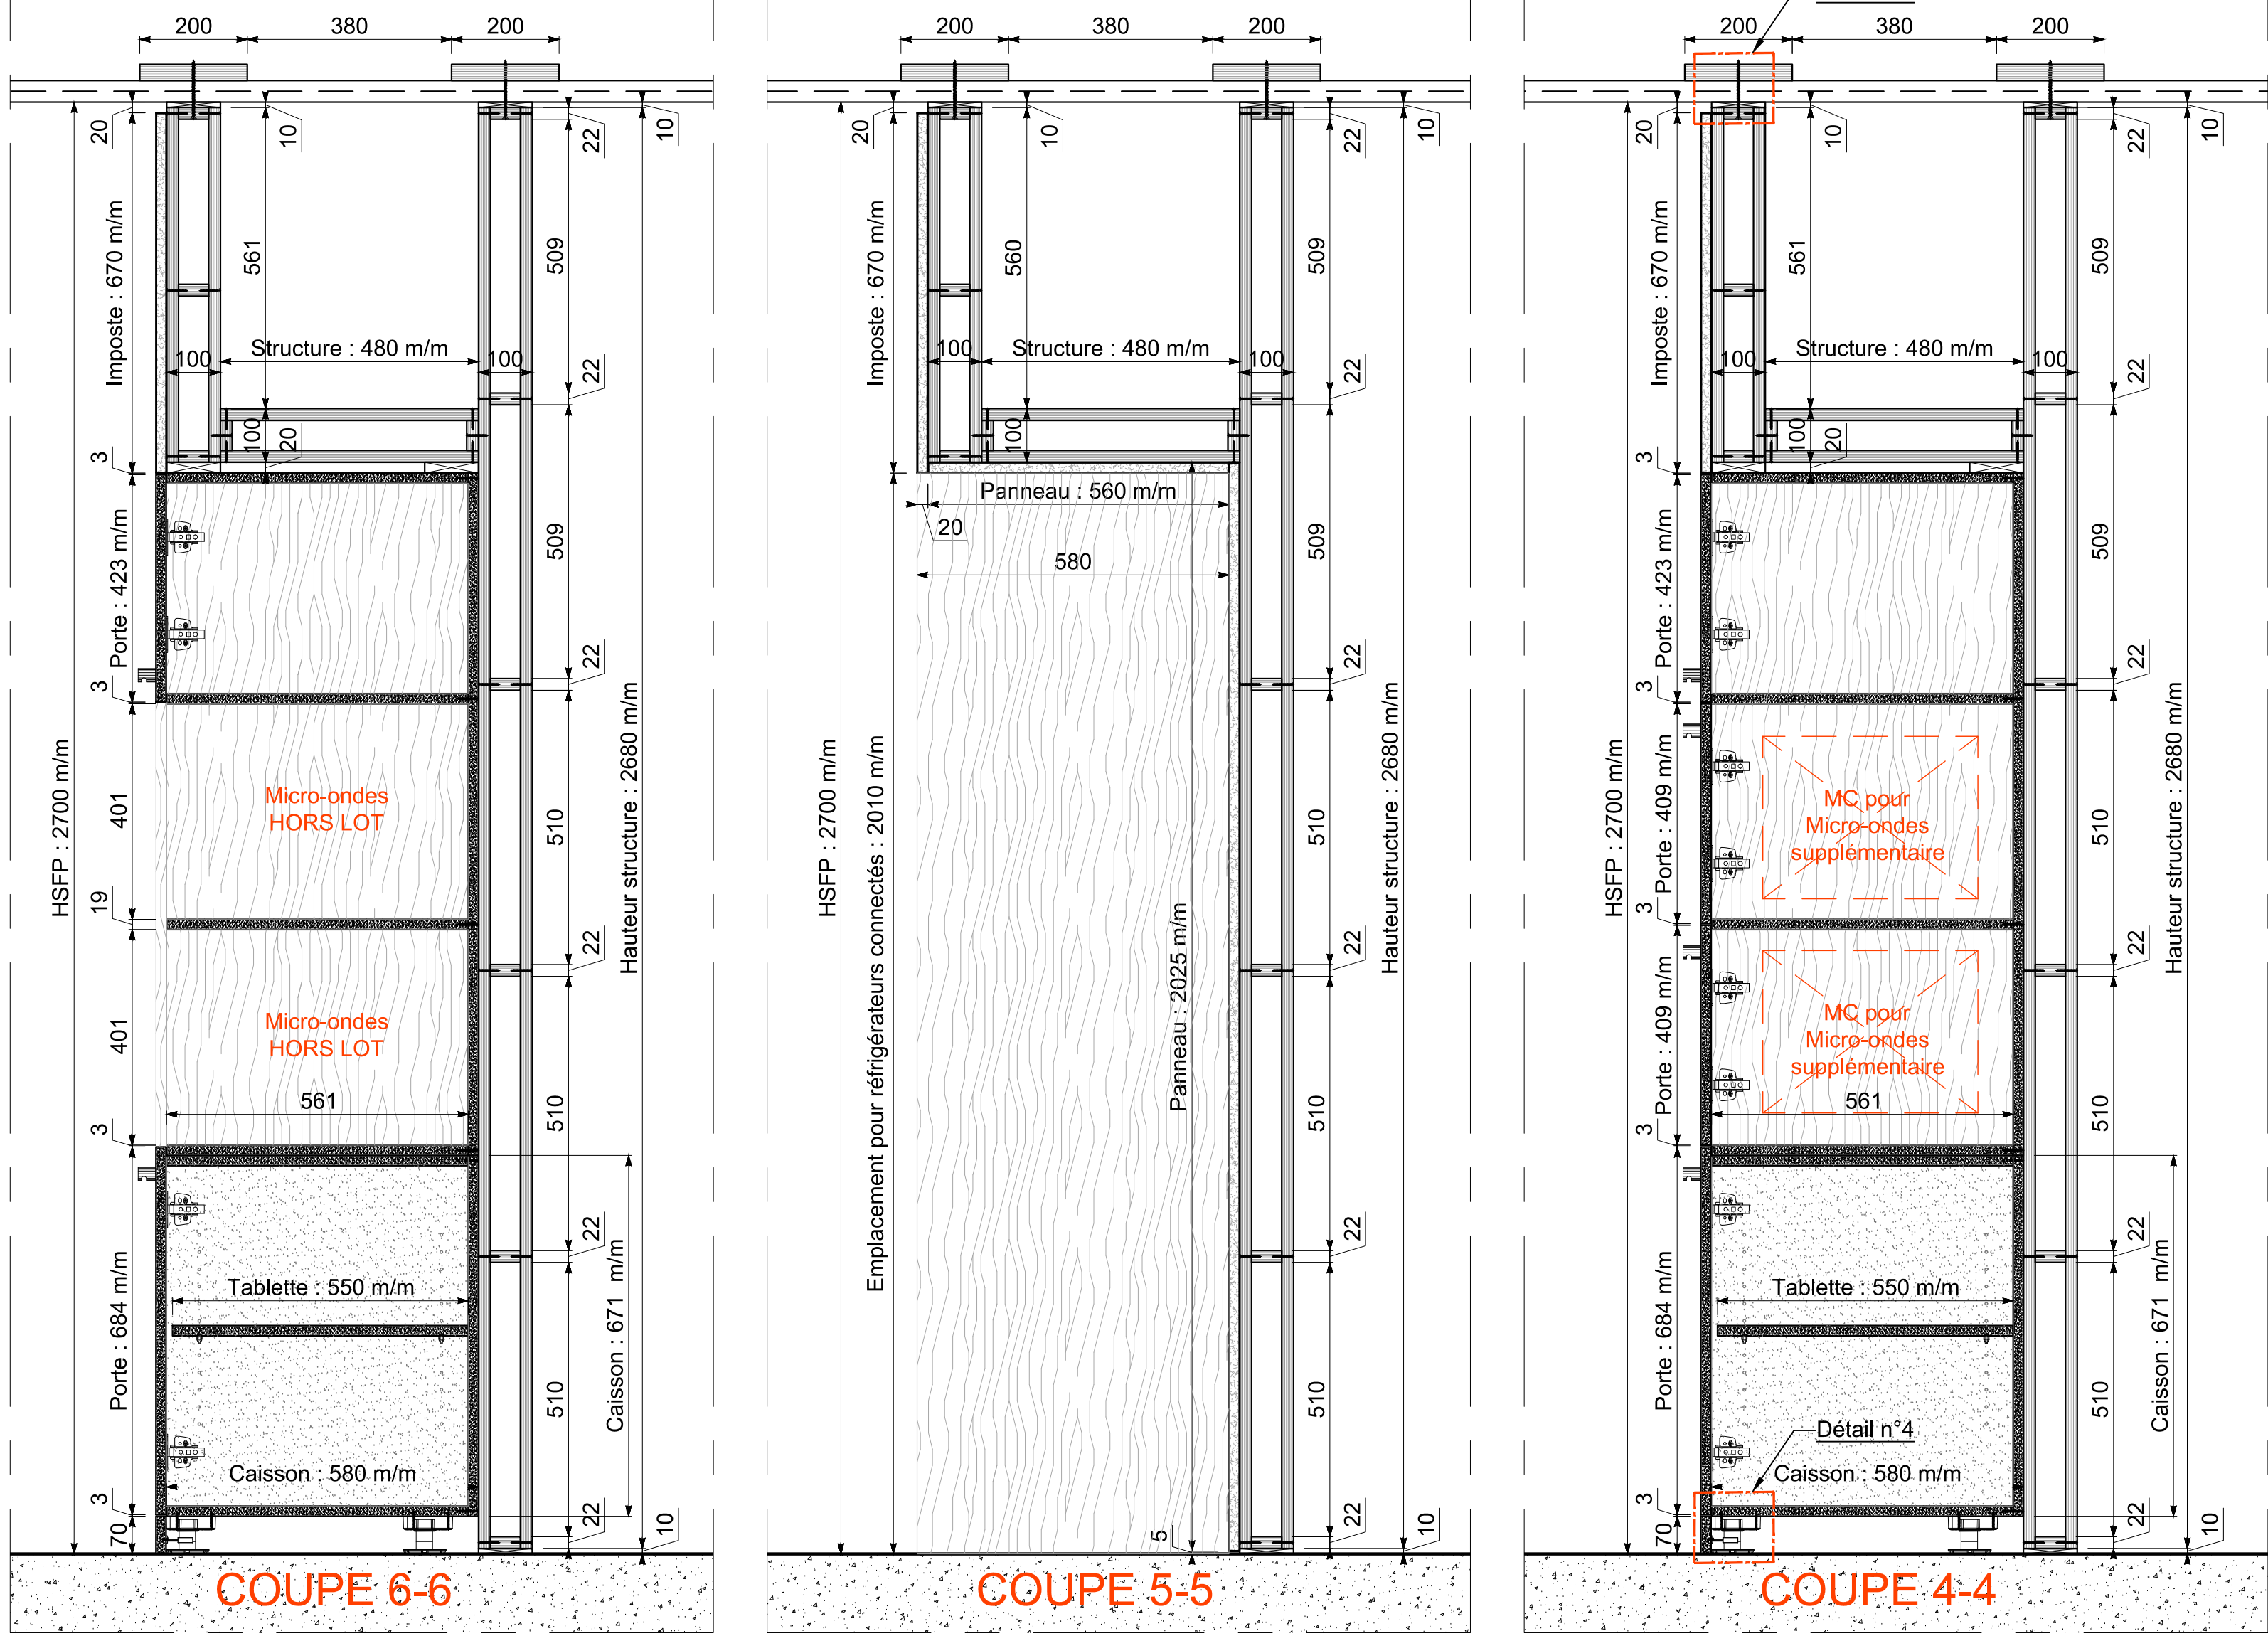 200
380
200
20
10
22
10
Imposte : 670 m/m
561
509
Structure : 480 m/m
100
100
22
100
20
3
Porte : 423 m/m
509
3
22
HSFP : 2700 m/m
Hauteur structure : 2680 m/m
401
Micro-ondes
HORS LOT
510
19
22
401
Micro-ondes
HORS LOT
561
510
3
22
Porte : 684 m/m
Tablette : 550 m/m
Caisson : 671 m/m
510
Caisson : 580 m/m
3
70
22
10
COUPE 6-6
200
380
200
20
10
22
10
Imposte : 670 m/m
560
509
Structure : 480 m/m
100
100
22
100
Panneau : 560 m/m
20
580
509
22
HSFP : 2700 m/m
Emplacement pour réfrigérateurs connectés : 2010 m/m
Panneau : 2025 m/m
Hauteur structure : 2680 m/m
510
22
510
22
510
5
22
10
COUPE 5-5
200
380
200
20
10
22
10
Imposte : 670 m/m
561
509
Structure : 480 m/m
100
100
22
100
20
3
Porte : 423 m/m
509
3
22
HSFP : 2700 m/m
Hauteur structure : 2680 m/m
Porte : 409 m/m
MC pour
Micro-ondes
supplémentaire
510
3
22
Porte : 409 m/m
MC pour
Micro-ondes
supplémentaire
561
510
3
22
Porte : 684 m/m
Tablette : 550 m/m
Caisson : 671 m/m
510
Détail n°4
Caisson : 580 m/m
3
70
22
10
COUPE 4-4